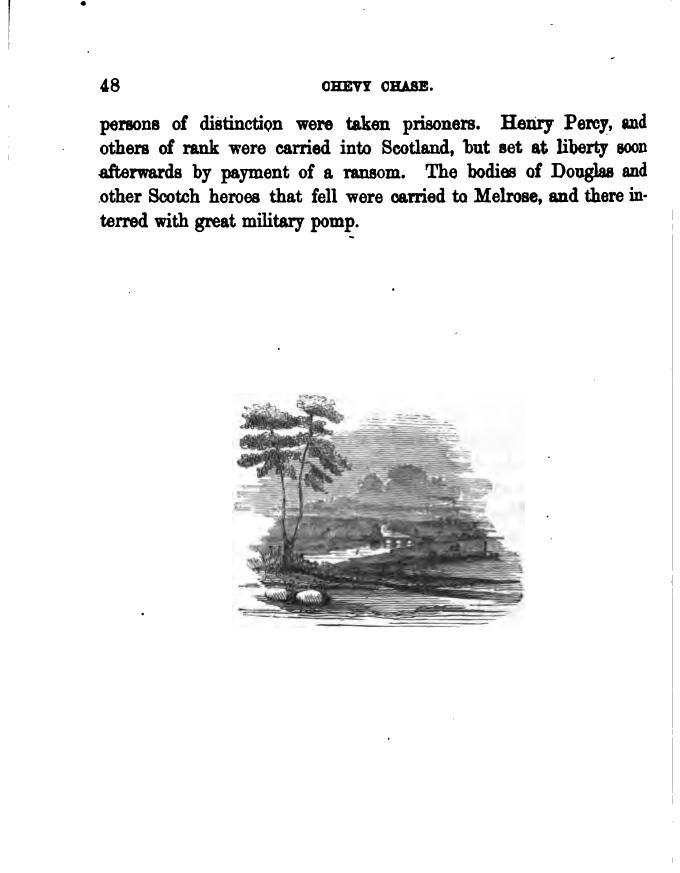 48 CHEVY CHASE.
persons of distinction were taken prisoners. Henry Percy, and
others of rank were carried into Scotland, but set at liberty soon
afterwards by payment of a ransom. The bodies of Douglas and
other Scotch heroes that fell were carried to Melrose, and there in-
terred with great military pomp.